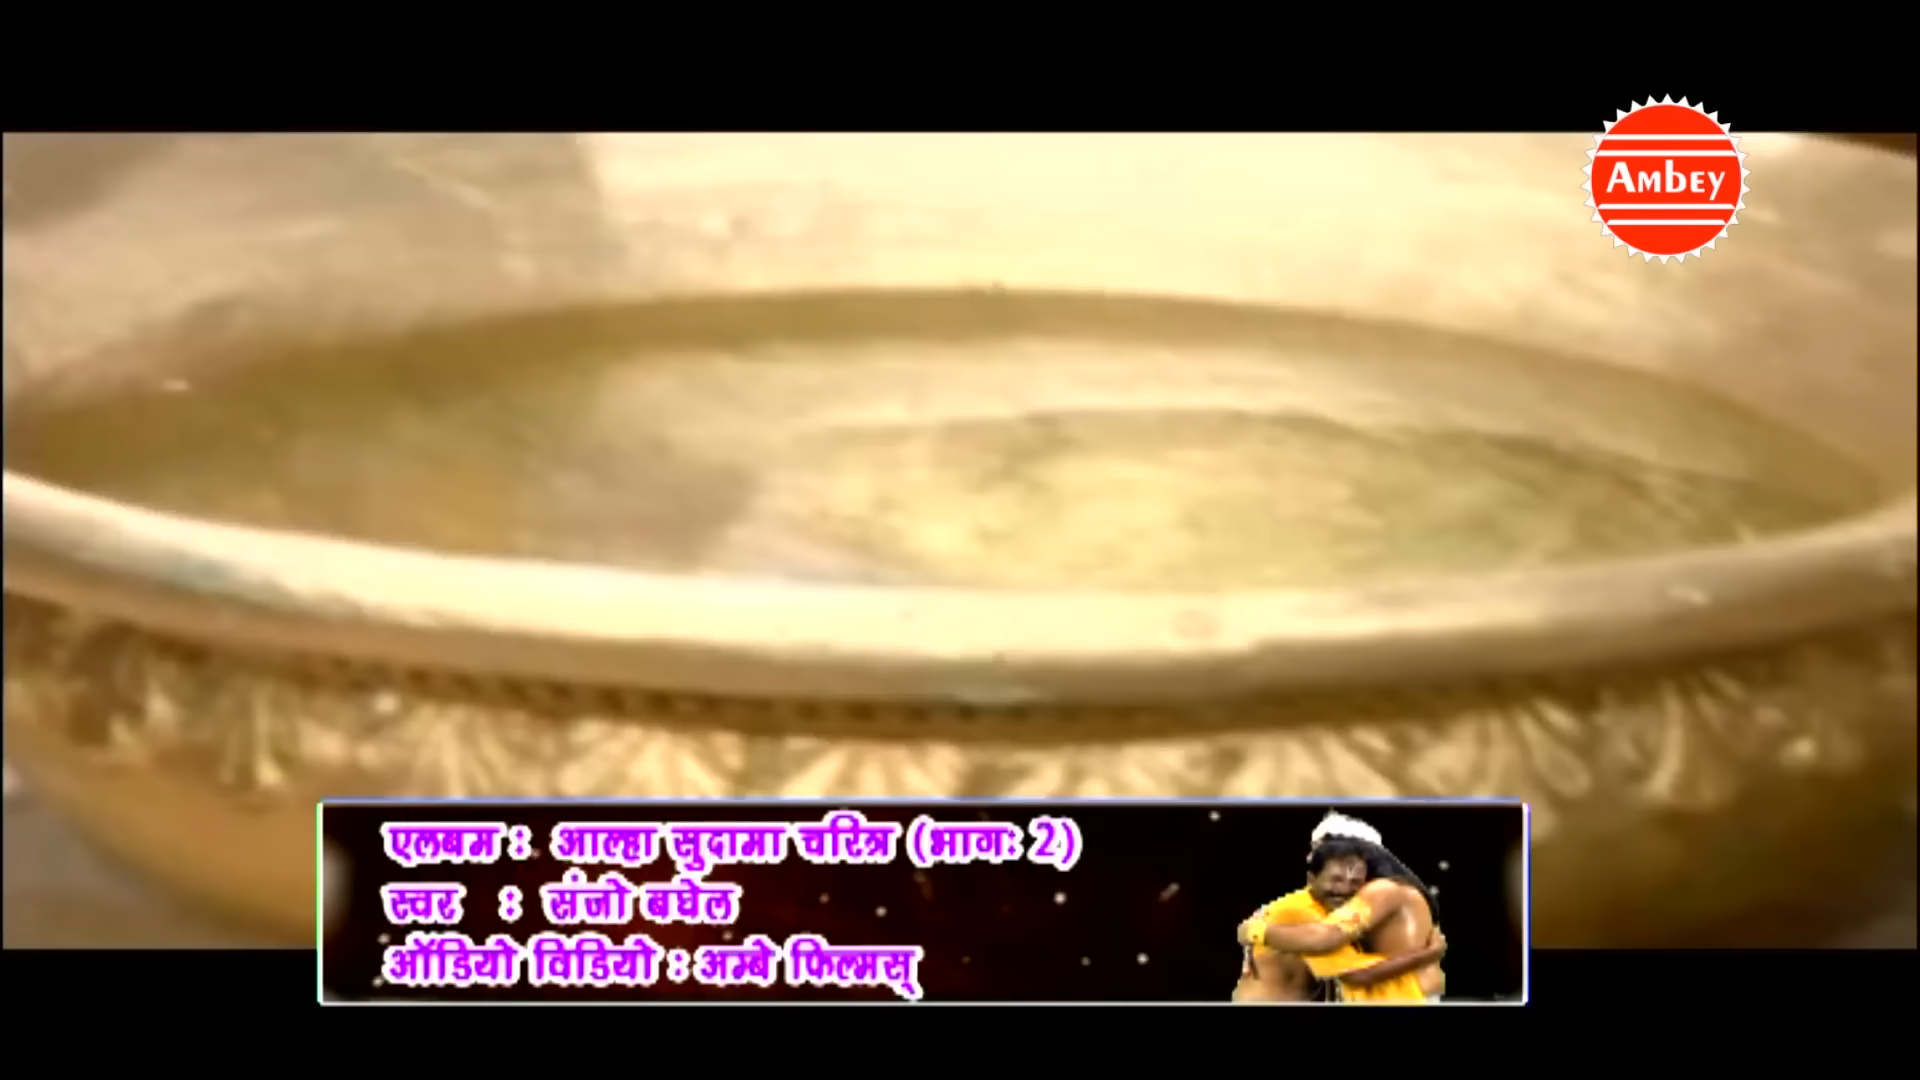 AMBEY
एलबम : आल्हा सुदामा चरित्र (भाग: 2)
स्वर : संजो बघेल
ऑडियो विडियो : अम्बे फिल्मस्